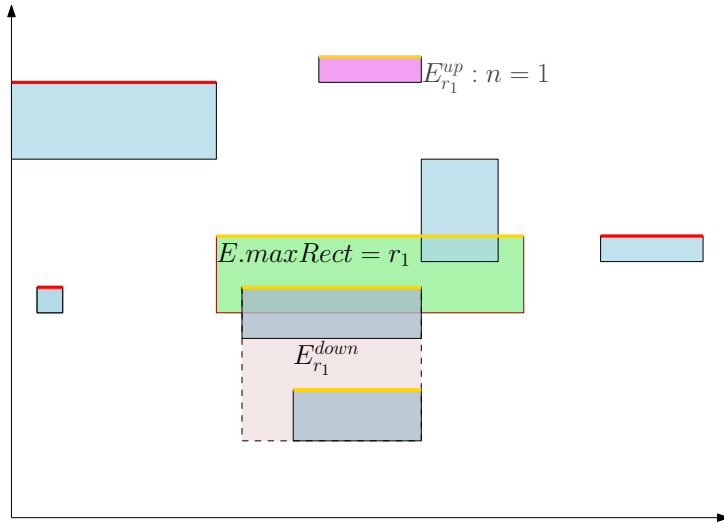 $E_{r_1}^{up} : n = 1$
$E.maxRect = r_1$
$E_{r_1}^{down}$